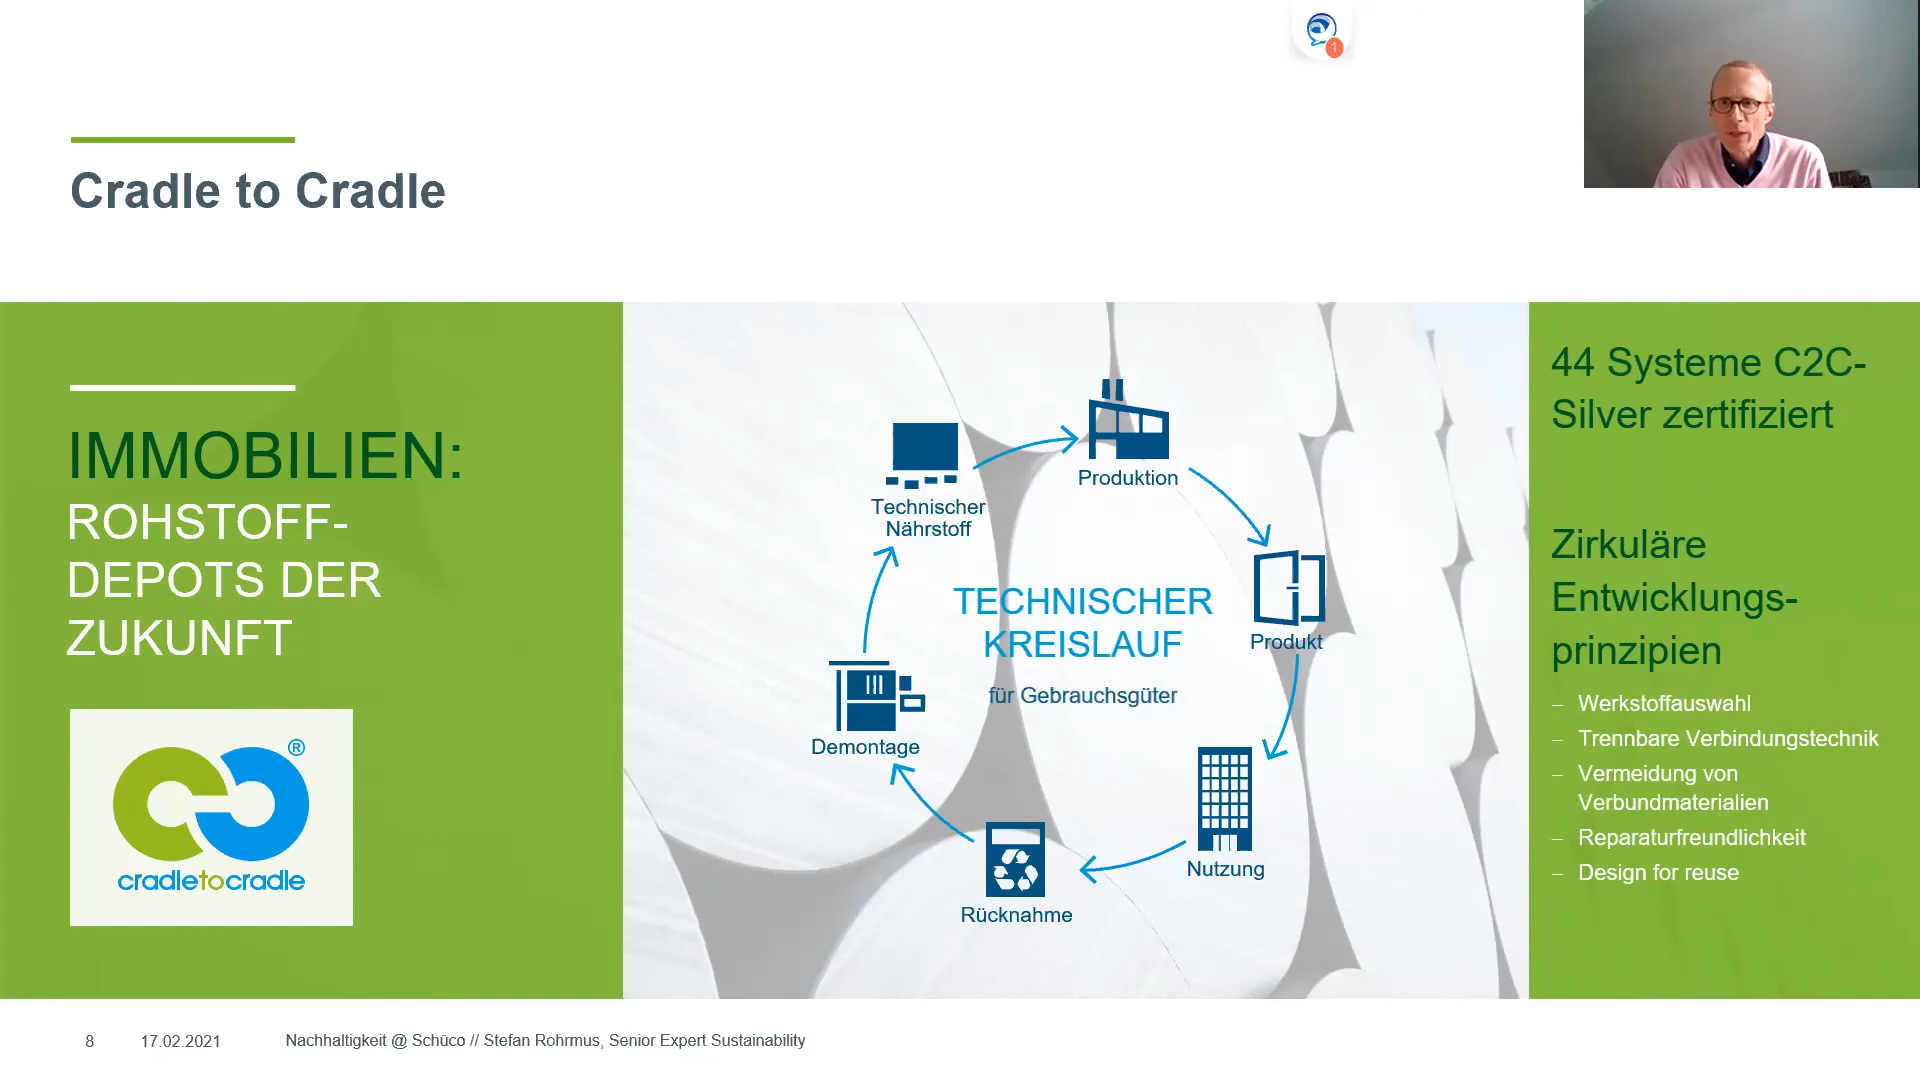 1
Cradle to Cradle
IMMOBILIEN:
ROHSTOFF-
DEPOTS DER
ZUKUNFT
®
cradletocradle
Produktion
Technischer
Nährstoff
TECHNISCHER
KREISLAUF
für Gebrauchsgüter
Produkt
Demontage
Nutzung
Rücknahme
44 Systeme C2C-
Silver zertifiziert
Zirkuläre
Entwicklungs-
prinzipien
– Werkstoffauswahl
– Trennbare Verbindungstechnik
– Vermeidung von
Verbundmaterialien
– Reparaturfreundlichkeit
– Design for reuse
8 17.02.2021 Nachhaltigkeit @ Schüco // Stefan Rohrmus, Senior Expert Sustainability